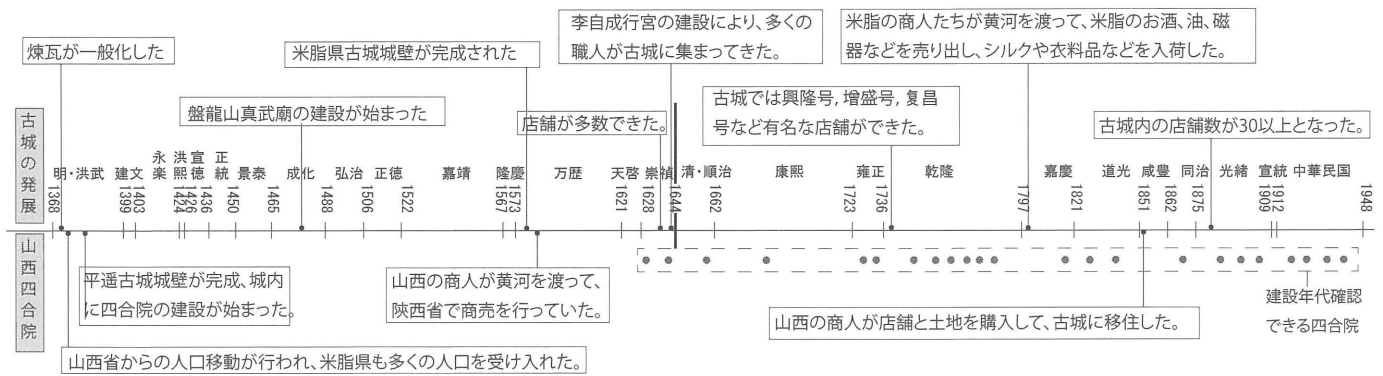 煉瓦が一般化した
米脂県古城城壁が完成された
李自成行宮の建設により、多くの
職人が古城に集まってきた。
米脂の商人たちが黄河を渡って、米脂のお酒、油、磁
器などを売り出し、シルクや衣料品などを入荷した。
盤龍山真武廟の建設が始まった
店舗が多数できた。
古城では興隆号，増盛号，复昌
号など有名な店舗ができた。
古城内の店舗数が30以上となった。
古城の発展
明・洪武 建文 永楽 洪熙 宣德 正統 景泰 成化 弘治 正徳 嘉靖 隆慶 万歴 天啓 崇禎 清・順治 康熙 雍正 乾隆 嘉慶 道光 咸豊 同治 光緒 宣統 中華民国
1368 1399 1403 1424 1426 1436 1450 1465 1488 1506 1522 1567 1573 1621 1628 1644 1662 1723 1736 1797 1821 1851 1862 1875 1909 1912 1948
山西四合院
平遥古城城壁が完成、城内
に四合院の建設が始まった。
山西の商人が黄河を渡って、
陝西省で商売を行っていた。
山西の商人が店舗と土地を購入して、古城に移住した。
建設年代確認
できる四合院
山西省からの人口移動が行われ、米脂県も多くの人口を受け入れた。